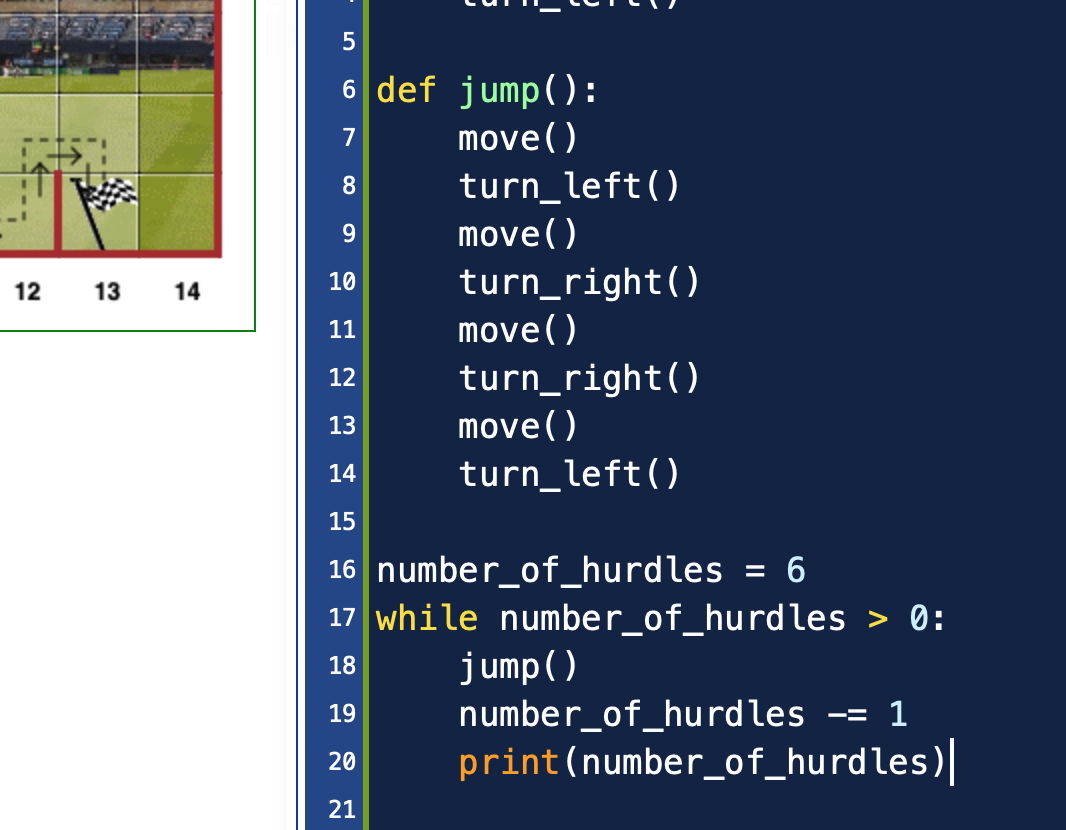 12 13 14
turn_left()
5
6 def jump():
7     move()
8     turn_left()
9     move()
10     turn_right()
11     move()
12     turn_right()
13     move()
14     turn_left()
15
16 number_of_hurdles = 6
17 while number_of_hurdles > 0:
18     jump()
19     number_of_hurdles -= 1
20     print(number_of_hurdles)
21